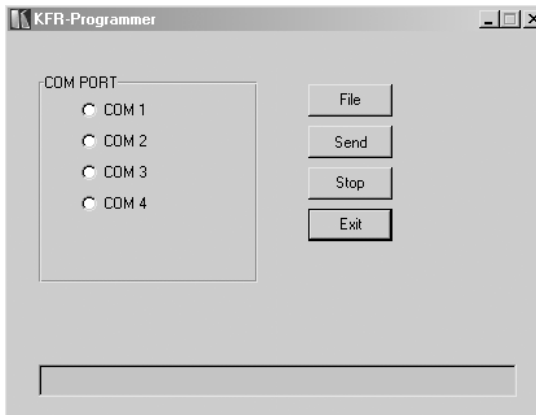 KFR-Programmer
COM PORT
COM 1
COM 2
COM 3
COM 4
File
Send
Stop
Exit